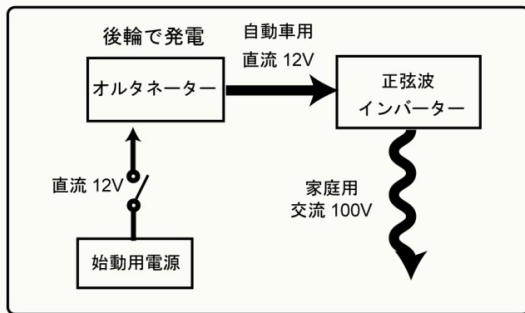 後輪で発電
オルタネーター
自動車用
直流 12V
正弦波
インバーター
直流 12V
始動用電源
家庭用
交流 100V